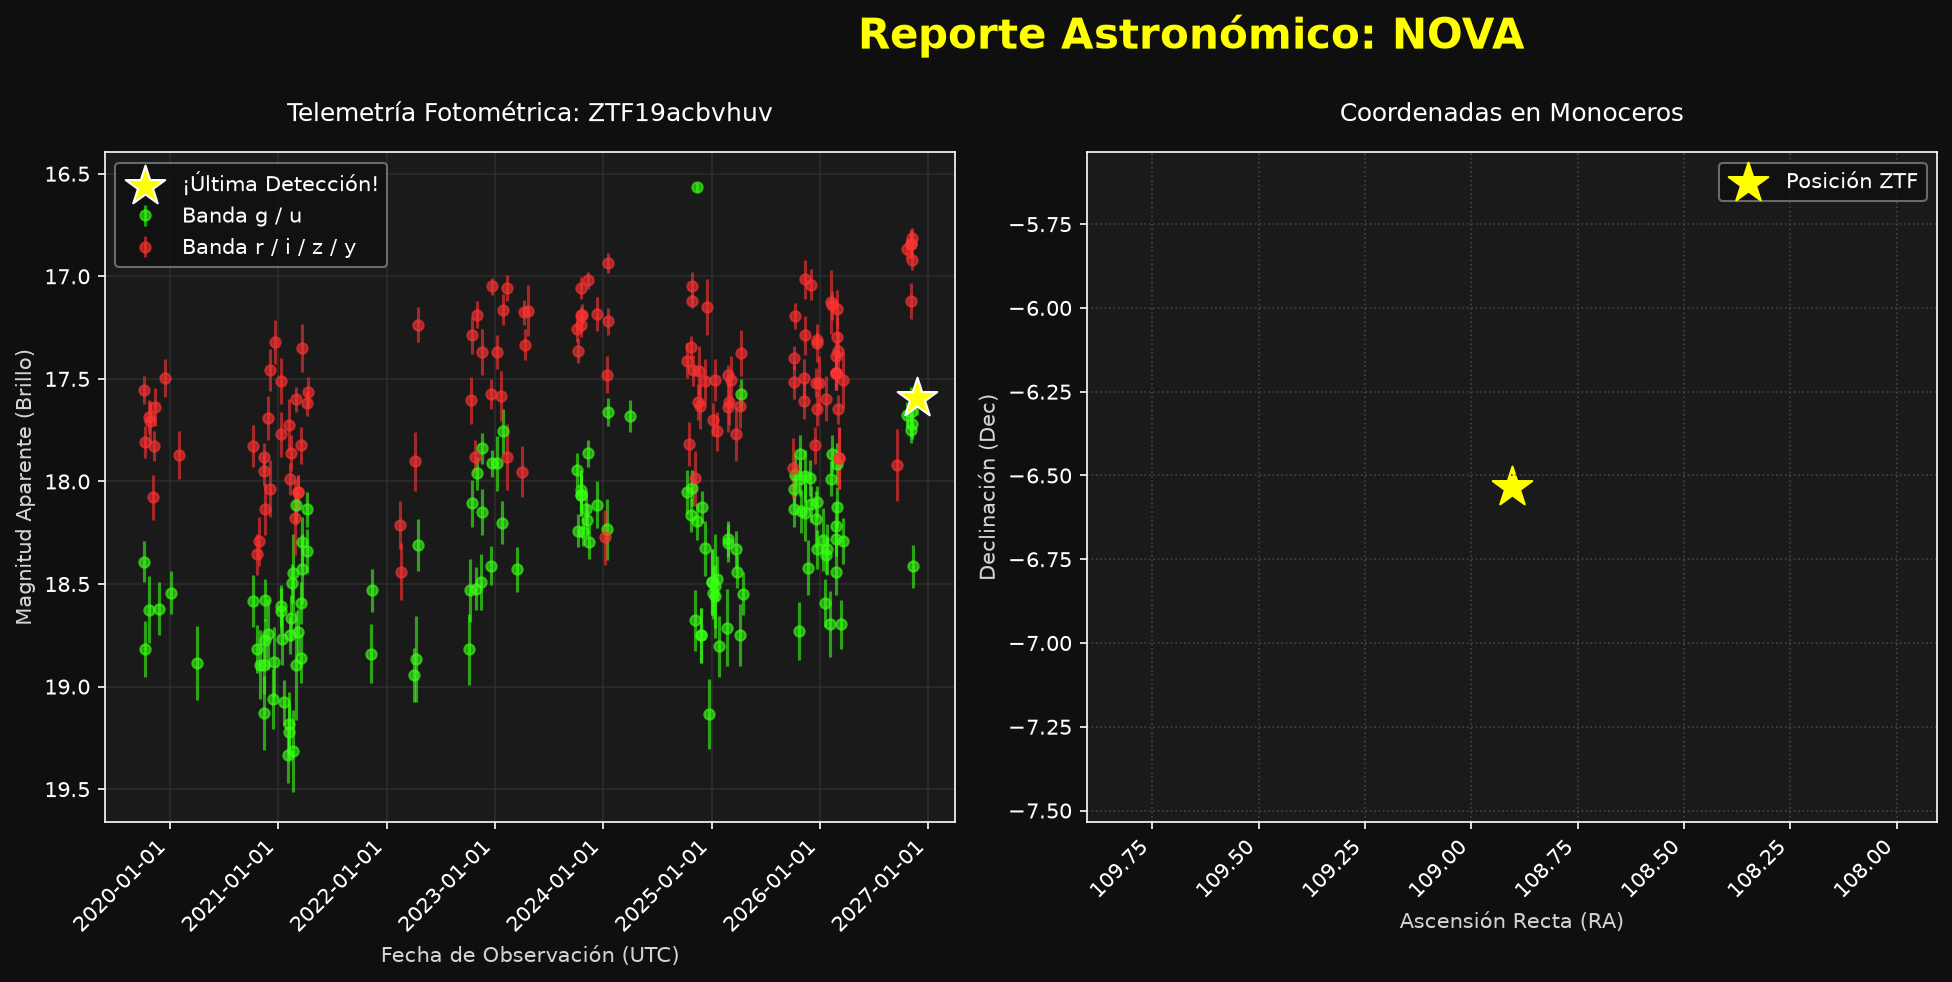 Reporte Astronómico: NOVA
Telemetría Fotométrica: ZTF19acbvhuv
¡Última Detección!
Banda g / u
Banda r / i / z / y
Magnitud Aparente (Brillo)
16.5
17.0
17.5
18.0
18.5
19.0
19.5
2020-01-01
2021-01-01
2022-01-01
2023-01-01
2024-01-01
2025-01-01
2026-01-01
2027-01-01
Fecha de Observación (UTC)
Coordenadas en Monoceros
Posición ZTF
Declinación (Dec)
−5.75
−6.00
−6.25
−6.50
−6.75
−7.00
−7.25
−7.50
109.75
109.50
109.25
109.00
108.75
108.50
108.25
108.00
Ascensión Recta (RA)